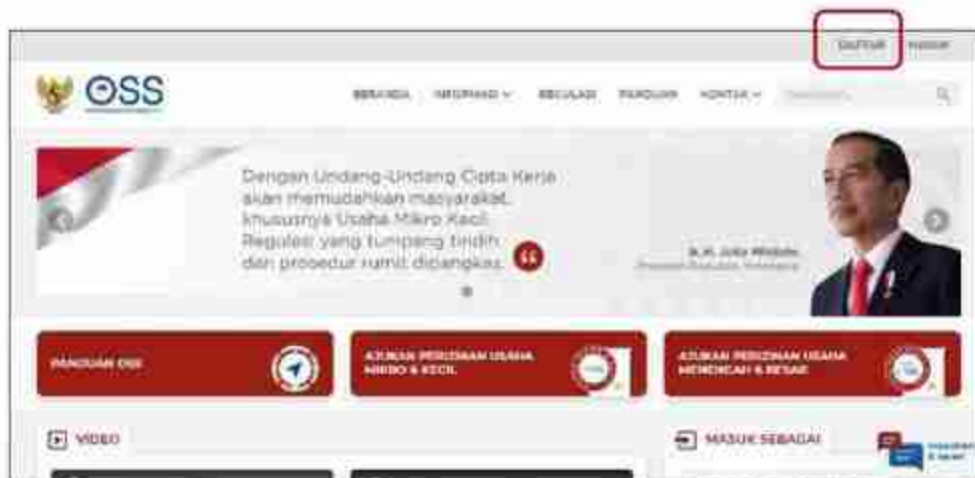 DAFTAR MASUK
OSS
BERANDA INFORMASI REGULASI PANDUAN KONTAK
Dengan Undang-Undang Cipta Kerja
akan memudahkan masyarakat,
khususnya Usaha Mikro Kecil.
Regulasi yang tumpang tindih
dan prosedur rumit dipangkas.
Ir. H. Joko Widodo
Presiden Republik Indonesia
PANDUAN OSS
AJUKAN PERIZINAN USAHA
MIKRO & KECIL
AJUKAN PERIZINAN USAHA
MENENGAH & BESAR
VIDEO
MASUK SEBAGAI